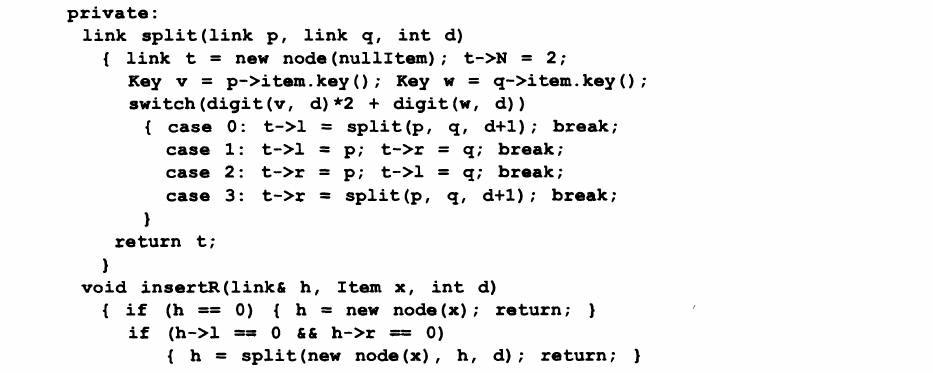 private:
link split(link p, link q, int d)
{ link t = new node(nullItem); t->N = 2;
Key v = p->item.key(); Key w = q->item.key();
switch(digit(v, d)*2 + digit(w, d))
{ case 0: t->l = split(p, q, d+1); break;
case 1: t->l = p; t->r = q; break;
case 2: t->r = p; t->l = q; break;
case 3: t->r = split(p, q, d+1); break;
}
return t;
}
void insertR(link& h, Item x, int d)
{ if (h == 0) { h = new node(x); return; }
if (h->l == 0 && h->r == 0)
{ h = split(new node(x), h, d); return; }